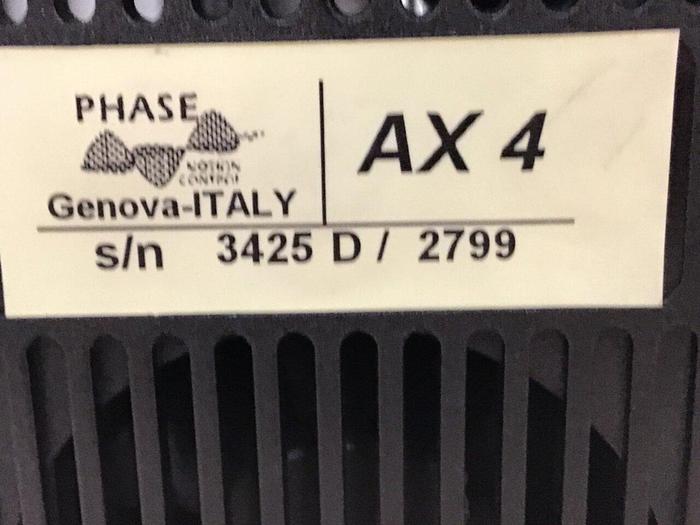 PHASE
MOTION
CONTROL
Genova-ITALY
AX 4
s/n 3425 D / 2799